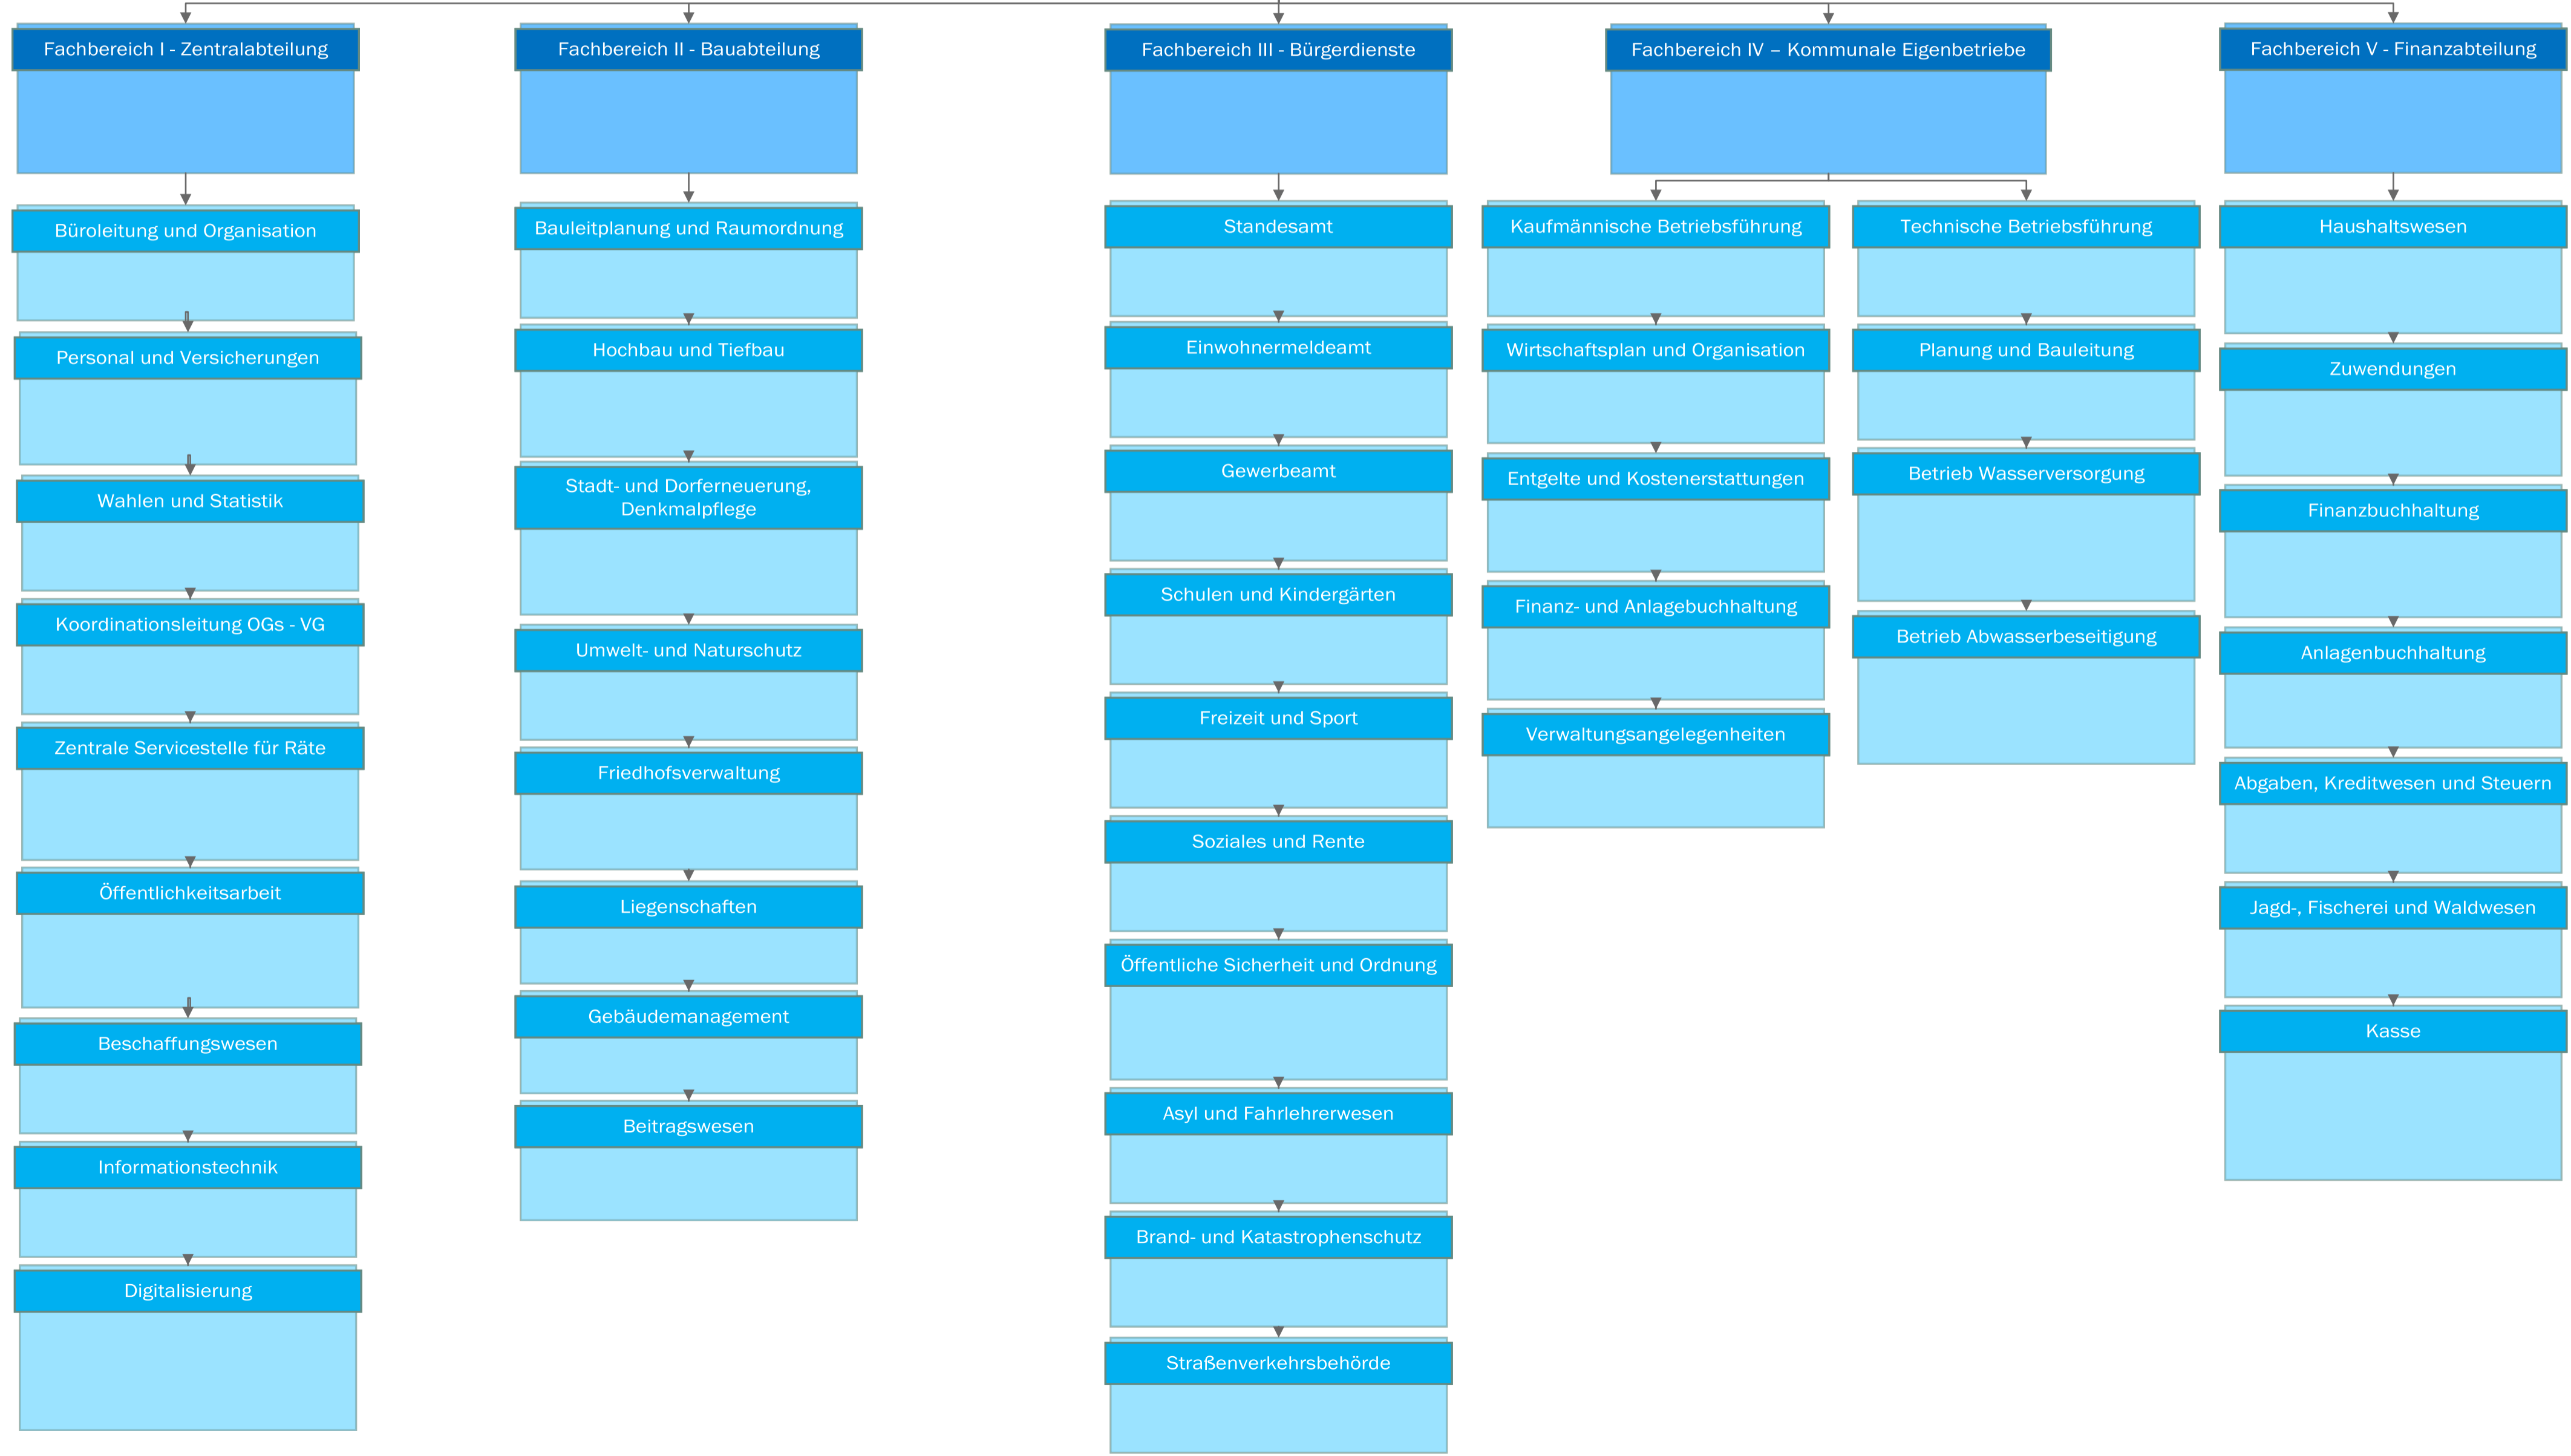 Fachbereich I - Zentralabteilung
Büroleitung und Organisation
Personal und Versicherungen
Wahlen und Statistik
Koordinationsleitung OGs - VG
Zentrale Servicestelle für Räte
Öffentlichkeitsarbeit
Beschaffungswesen
Informationstechnik
Digitalisierung
Fachbereich II - Bauabteilung
Bauleitplanung und Raumordnung
Hochbau und Tiefbau
Stadt- und Dorferneuerung,
Denkmalpflege
Umwelt- und Naturschutz
Friedhofsverwaltung
Liegenschaften
Gebäudemanagement
Beitragswesen
Fachbereich III - Bürgerdienste
Standesamt
Einwohnermeldeamt
Gewerbeamt
Schulen und Kindergärten
Freizeit und Sport
Soziales und Rente
Öffentliche Sicherheit und Ordnung
Asyl und Fahrlehrerwesen
Brand- und Katastrophenschutz
Straßenverkehrsbehörde
Fachbereich IV – Kommunale Eigenbetriebe
Kaufmännische Betriebsführung
Wirtschaftsplan und Organisation
Entgelte und Kostenerstattungen
Finanz- und Anlagebuchhaltung
Verwaltungsangelegenheiten
Technische Betriebsführung
Planung und Bauleitung
Betrieb Wasserversorgung
Betrieb Abwasserbeseitigung
Fachbereich V - Finanzabteilung
Haushaltswesen
Zuwendungen
Finanzbuchhaltung
Anlagenbuchhaltung
Abgaben, Kreditwesen und Steuern
Jagd-, Fischerei und Waldwesen
Kasse